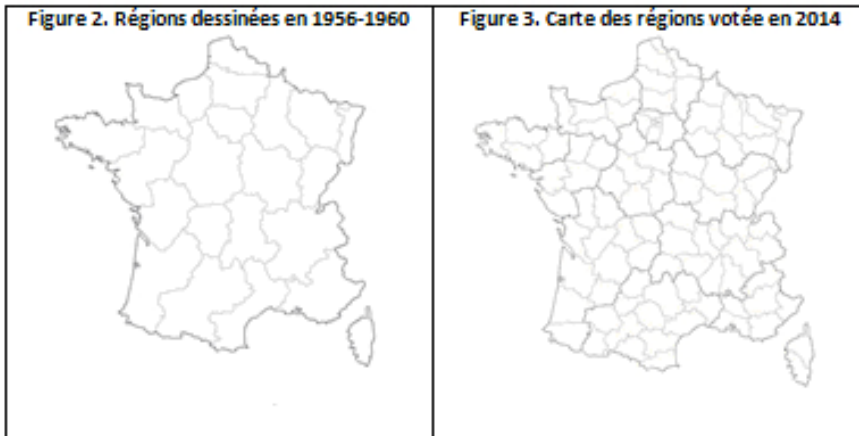 Figure 2. Régions dessinées en 1956-1960
Figure 3. Carte des régions votée en 2014